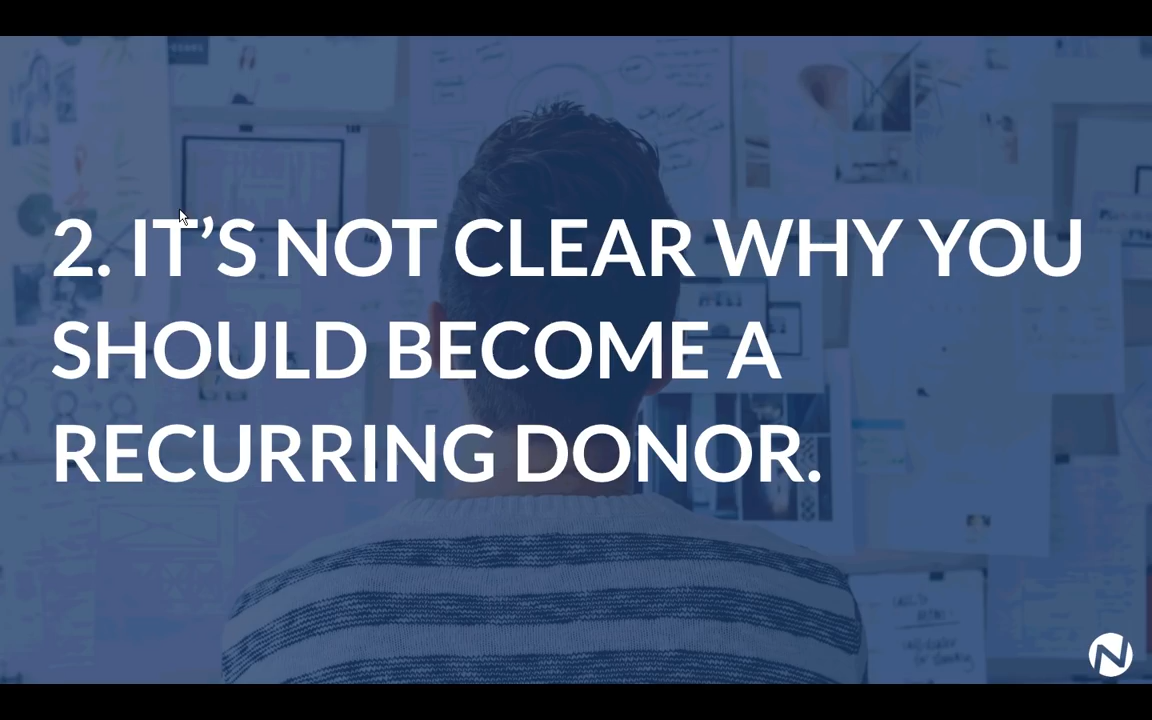 2. IT’S NOT CLEAR WHY YOU
SHOULD BECOME A
RECURRING DONOR.